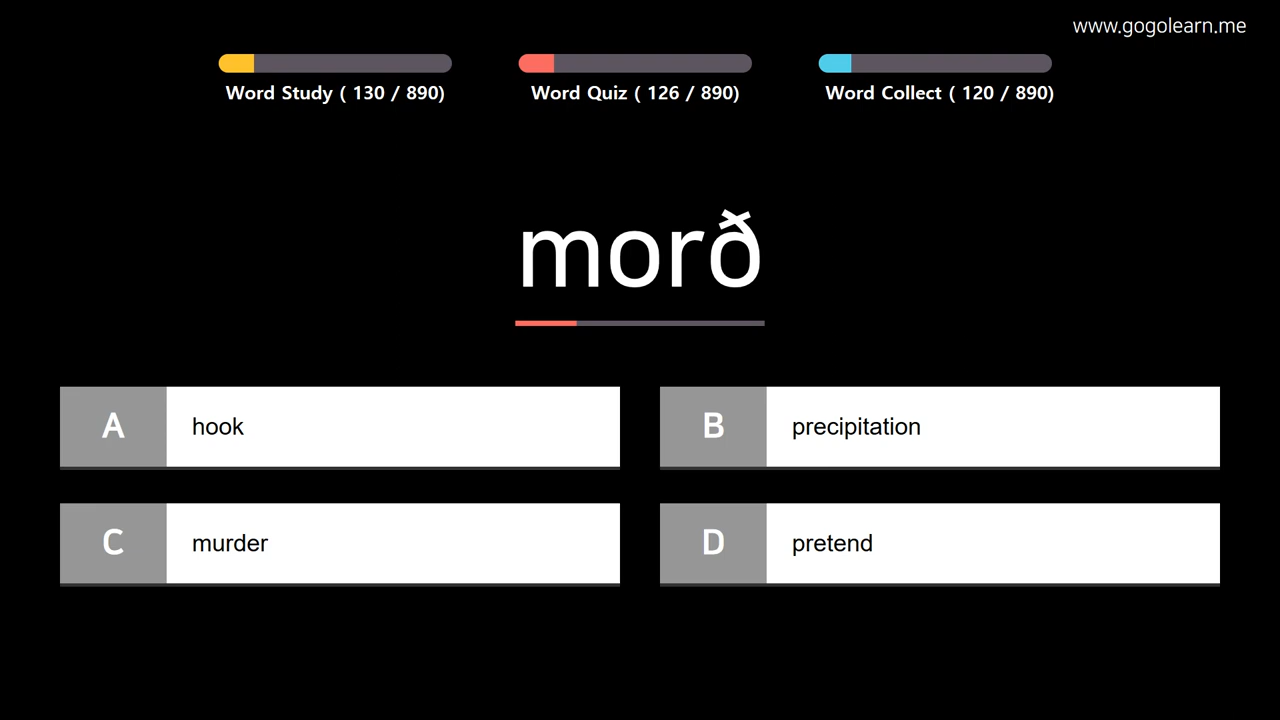 www.gogolearn.me
Word Study ( 130 / 890)
Word Quiz ( 126 / 890)
Word Collect ( 120 / 890)
morð
A hook
B precipitation
C murder
D pretend